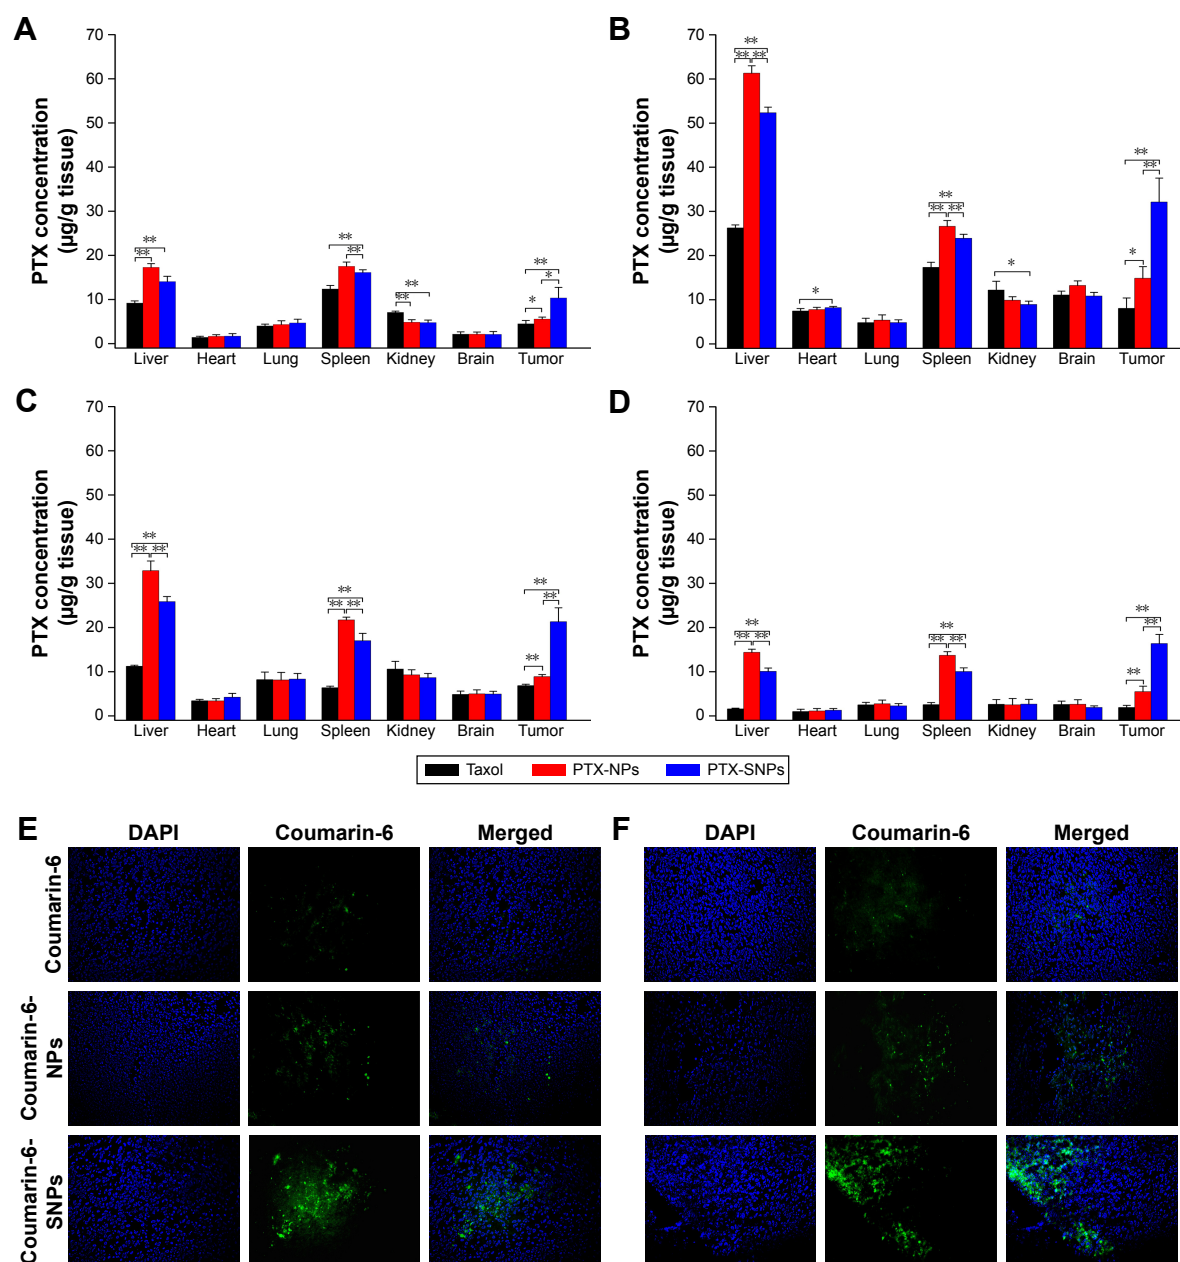 A
PTX concentration
(µg/g tissue)
70
60
50
40
30
20
10
0
** ** ** ** ** ** ** ** * * **
Liver Heart Lung Spleen Kidney Brain Tumor
B
PTX concentration
(µg/g tissue)
70
60
50
40
30
20
10
0
** ** ** * ** ** ** * * ** **
Liver Heart Lung Spleen Kidney Brain Tumor
C
PTX concentration
(µg/g tissue)
70
60
50
40
30
20
10
0
** ** ** ** ** ** ** ** **
Liver Heart Lung Spleen Kidney Brain Tumor
D
PTX concentration
(µg/g tissue)
70
60
50
40
30
20
10
0
** ** ** ** ** ** ** ** **
Liver Heart Lung Spleen Kidney Brain Tumor
Taxol PTX-NPs PTX-SNPs
E
DAPI Coumarin-6 Merged
Coumarin-6
Coumarin-6-
NPs
Coumarin-6-
SNPs
F
DAPI Coumarin-6 Merged